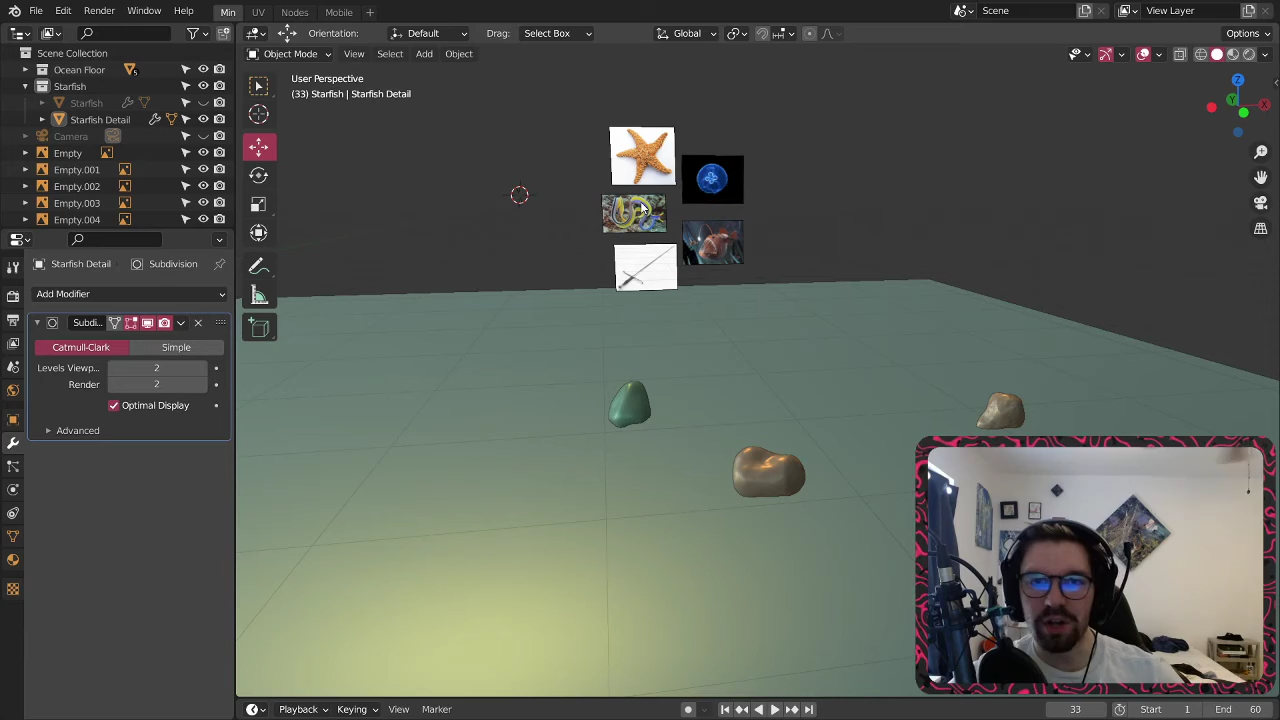 File Edit Render Window Help Min UV Nodes Mobile + Scene View Layer
Orientation: Default Drag: Select Box Global Options
Object Mode View Select Add Object
Scene Collection
Ocean Floor 5
Starfish
Starfish
Starfish Detail
Camera
Empty
Empty.001
Empty.002
Empty.003
Empty.004
User Perspective
(33) Starfish | Starfish Detail
Z
Y
X
Starfish Detail Subdivision
Add Modifier
Subdi...
Catmull-Clark Simple
Levels Viewp... 2
Render 2
Optimal Display
Advanced
Playback Keying View Marker 33 Start 1 End 60